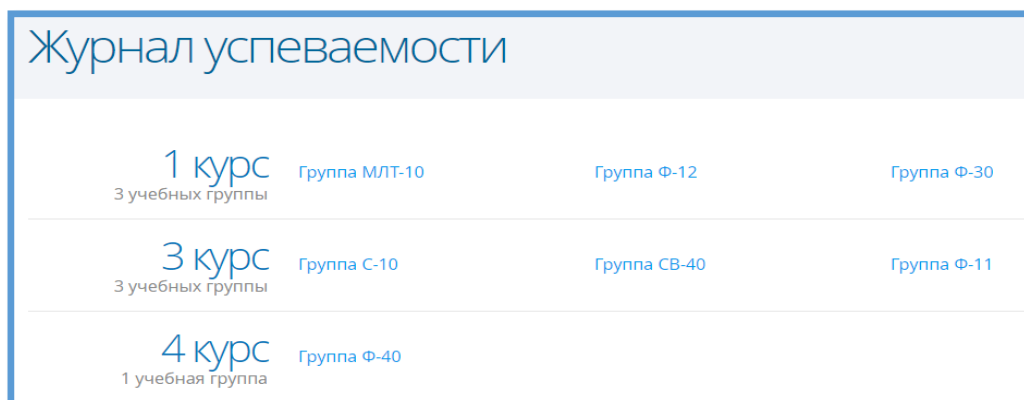 Журнал успеваемости
1 курс
3 учебных группы
Группа МЛТ-10
Группа Ф-12
Группа Ф-30
3 курс
3 учебных группы
Группа С-10
Группа СВ-40
Группа Ф-11
4 курс
1 учебная группа
Группа Ф-40